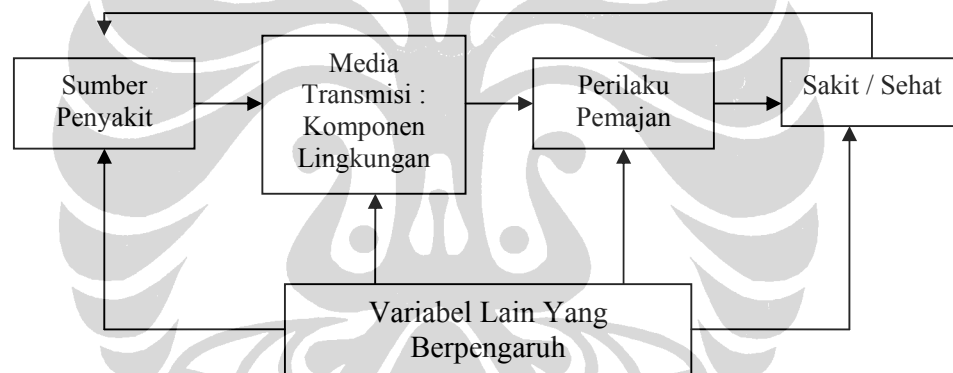 Sumber
Penyakit
Media
Transmisi :
Komponen
Lingkungan
Perilaku
Pemajan
Sakit / Sehat
Variabel Lain Yang
Berpengaruh